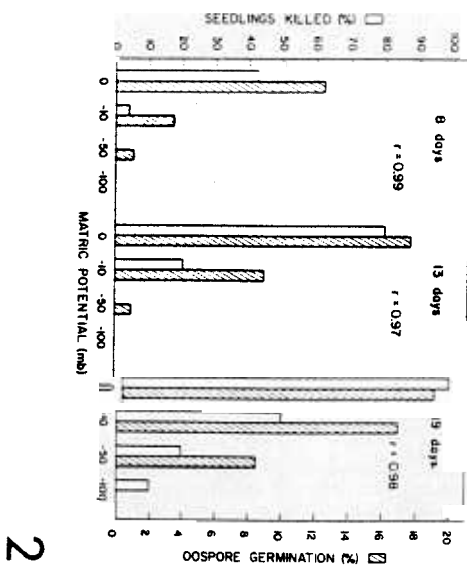 SEEDLINGS KILLED (%)
0 10 20 30 40 50 60 70 80 90 100
8 days
r = 0.99
0 -10 -50 -100
13 days
r = 0.97
0 -10 -50 -100
19 days
r = 0.98
-10 -50 -100
MATRIC POTENTIAL (mb)
0 2 4 6 8 10 12 14 16 18 20
OOSPORE GERMINATION (%)
2